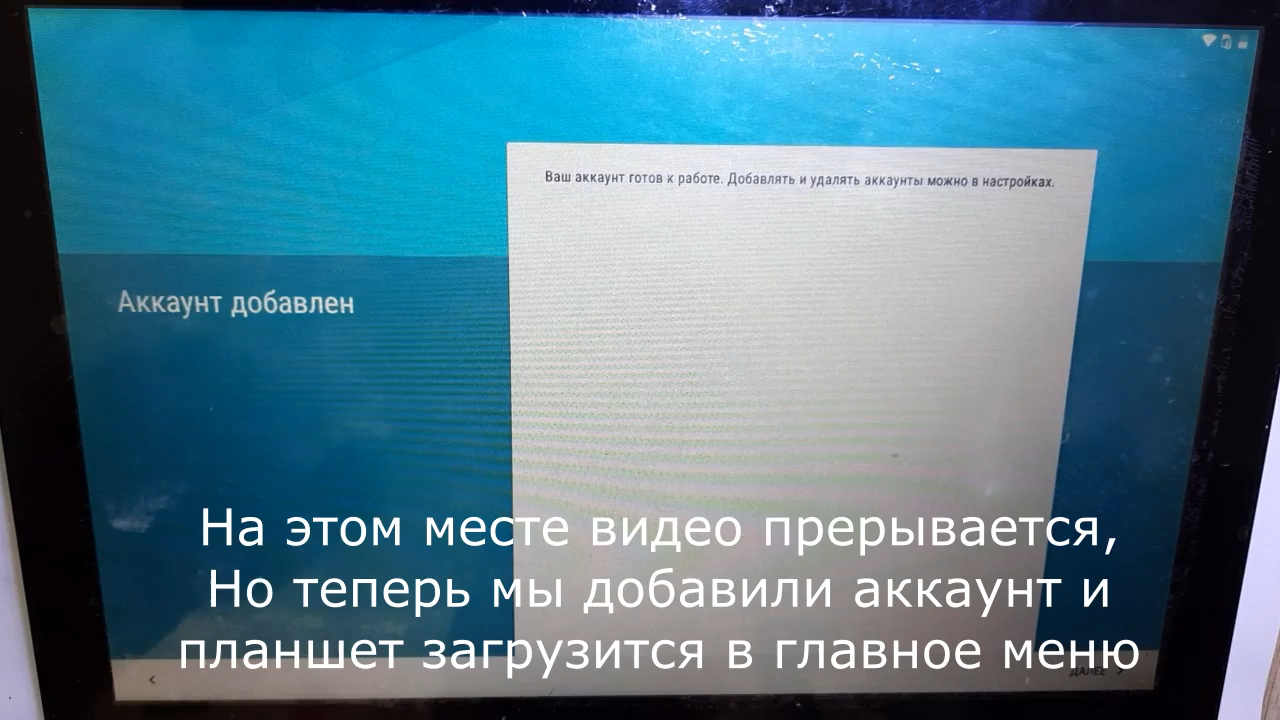 Ваш аккаунт готов к работе. Добавлять и удалять аккаунты можно в настройках.
Аккаунт добавлен
На этом месте видео прерывается,
Но теперь мы добавили аккаунт и
планшет загрузится в главное меню
ДАЛЕЕ